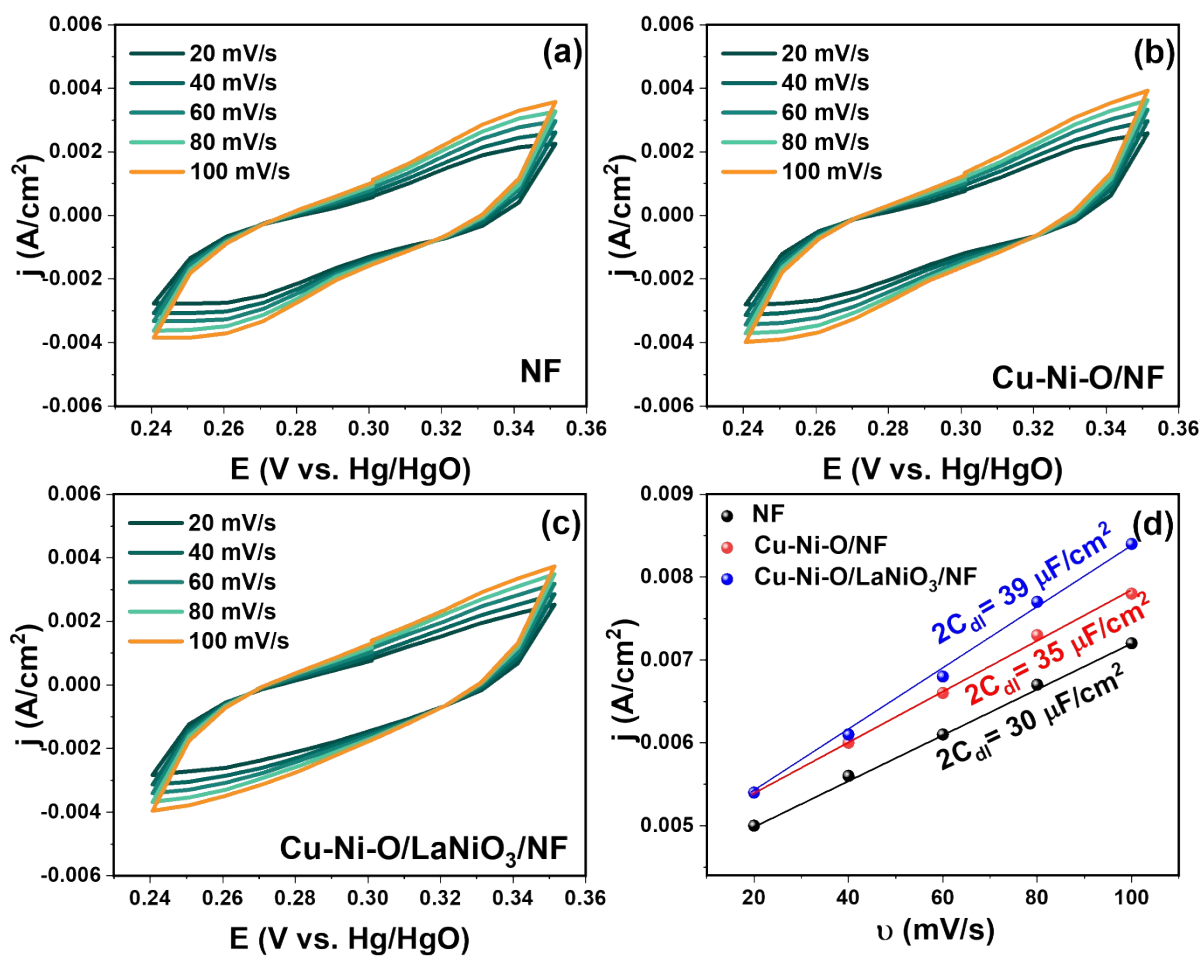 (a)
20 mV/s
40 mV/s
60 mV/s
80 mV/s
100 mV/s
0.006
0.004
0.002
0.000
-0.002
-0.004
-0.006
j (A/cm²)
NF
0.24 0.26 0.28 0.30 0.32 0.34 0.36
E (V vs. Hg/HgO)
(b)
20 mV/s
40 mV/s
60 mV/s
80 mV/s
100 mV/s
0.006
0.004
0.002
0.000
-0.002
-0.004
-0.006
j (A/cm²)
Cu-Ni-O/NF
0.24 0.26 0.28 0.30 0.32 0.34 0.36
E (V vs. Hg/HgO)
(c)
20 mV/s
40 mV/s
60 mV/s
80 mV/s
100 mV/s
0.006
0.004
0.002
0.000
-0.002
-0.004
-0.006
j (A/cm²)
Cu-Ni-O/LaNiO₃/NF
0.24 0.26 0.28 0.30 0.32 0.34 0.36
E (V vs. Hg/HgO)
(d)
NF
Cu-Ni-O/NF
Cu-Ni-O/LaNiO₃/NF
0.009
0.008
0.007
0.006
0.005
j (A/cm²)
2Cdl= 39 μF/cm²
2Cdl= 35 μF/cm²
2Cdl= 30 μF/cm²
20 40 60 80 100
υ (mV/s)